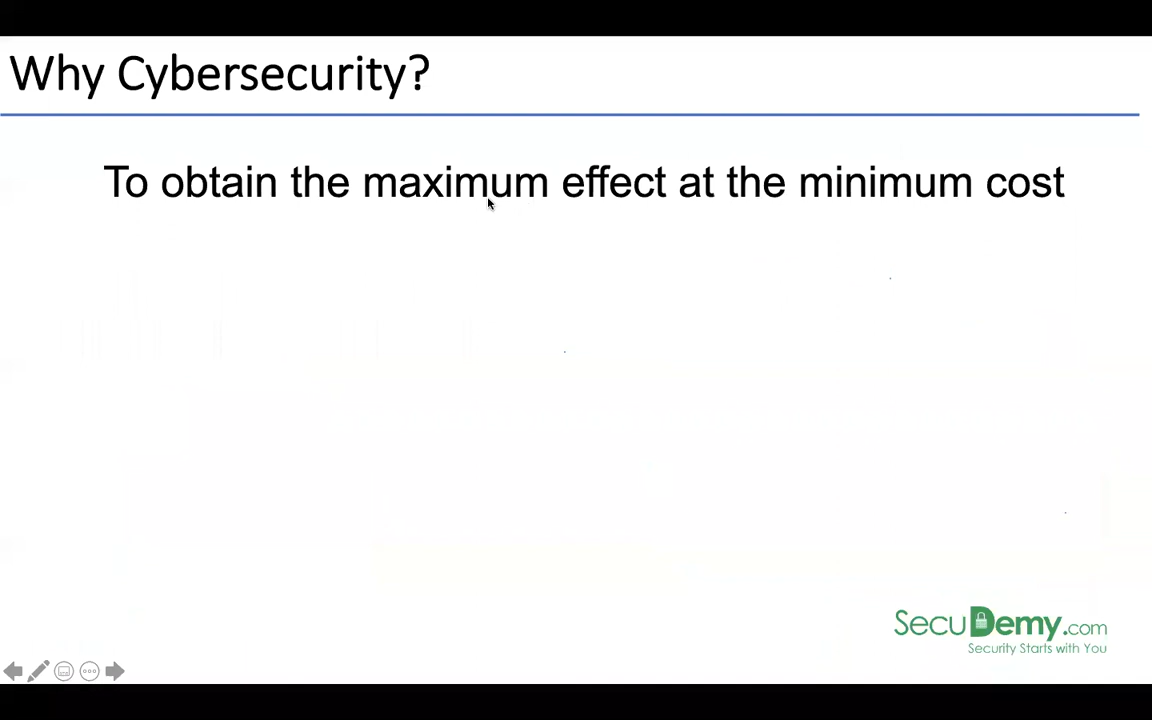 Why Cybersecurity?
To obtain the maximum effect at the minimum cost
SecuDemy.com
Security Starts with You